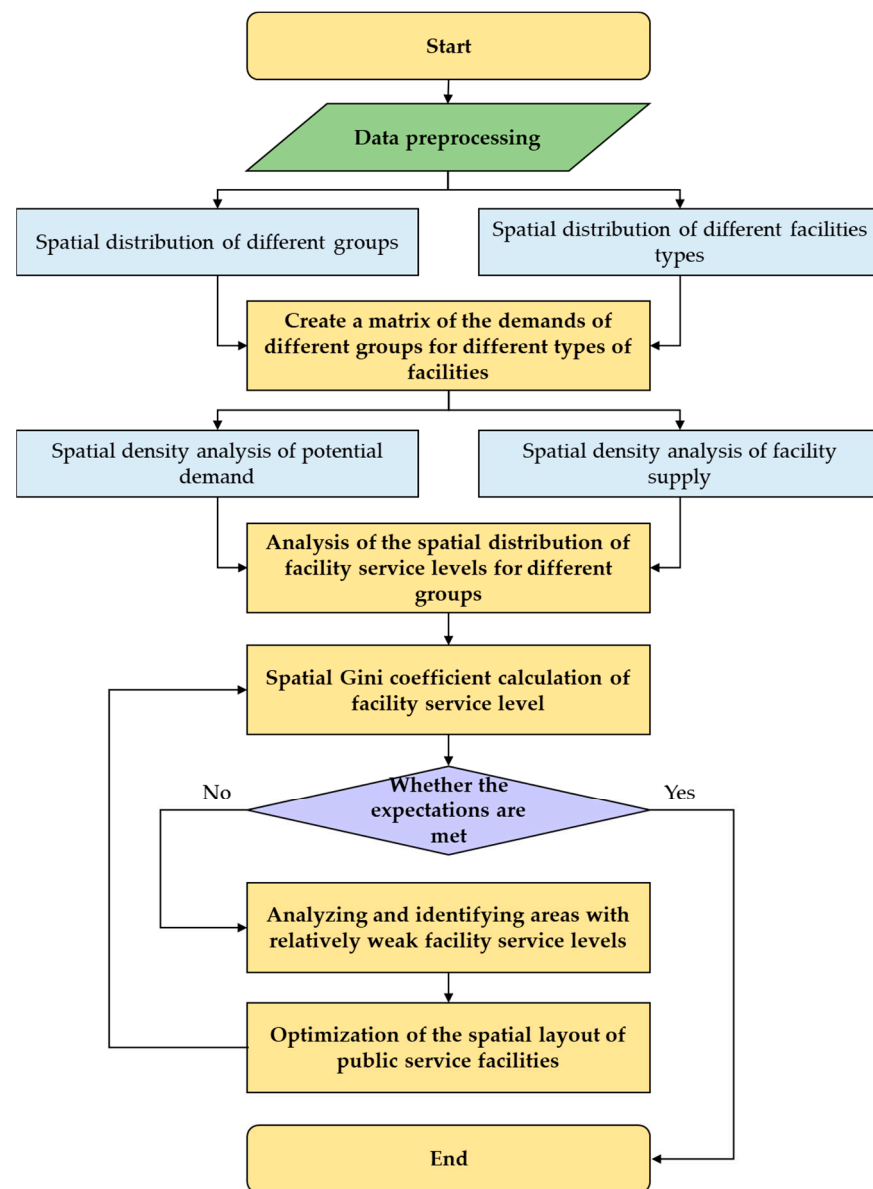 Start
Data preprocessing
Spatial distribution of different groups
Spatial distribution of different facilities
types
Create a matrix of the demands of
different groups for different types of
facilities
Spatial density analysis of potential
demand
Spatial density analysis of facility
supply
Analysis of the spatial distribution of
facility service levels for different
groups
Spatial Gini coefficient calculation of
facility service level
No
Whether the
expectations are
met
Yes
Analyzing and identifying areas with
relatively weak facility service levels
Optimization of the spatial layout of
public service facilities
End